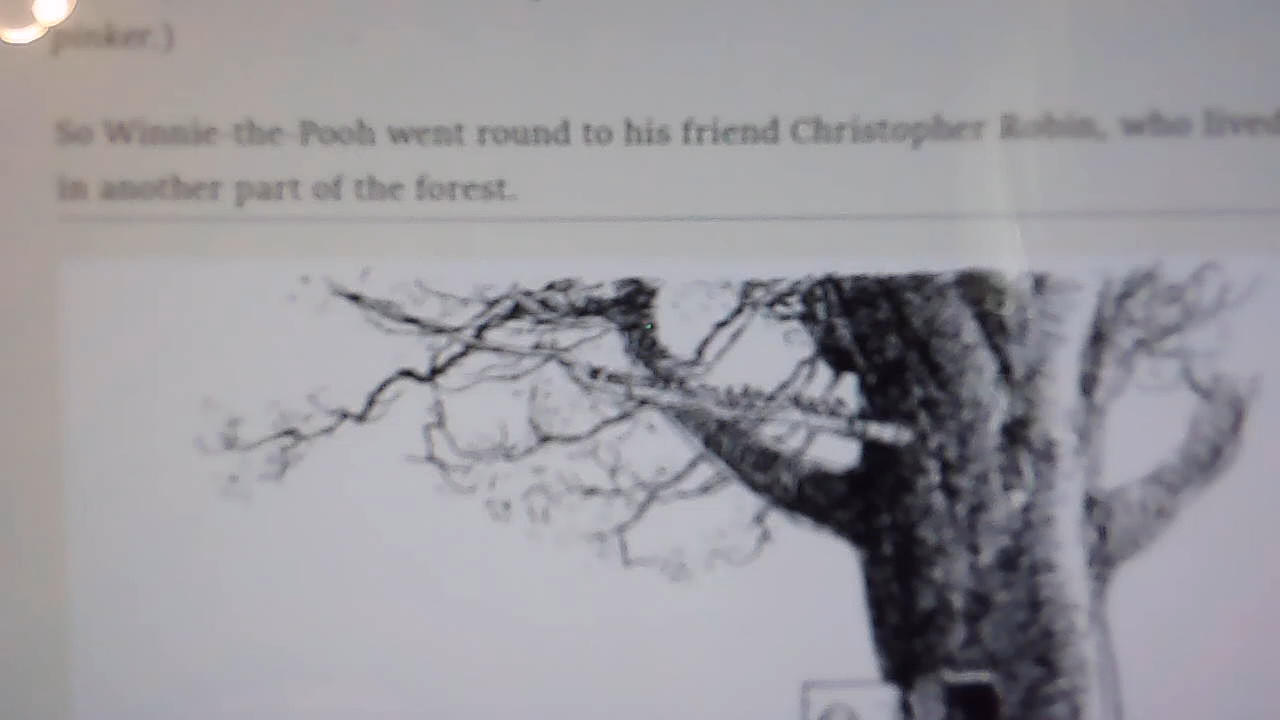 pinker.)
So Winnie-the-Pooh went round to his friend Christopher Robin, who lived
in another part of the forest.